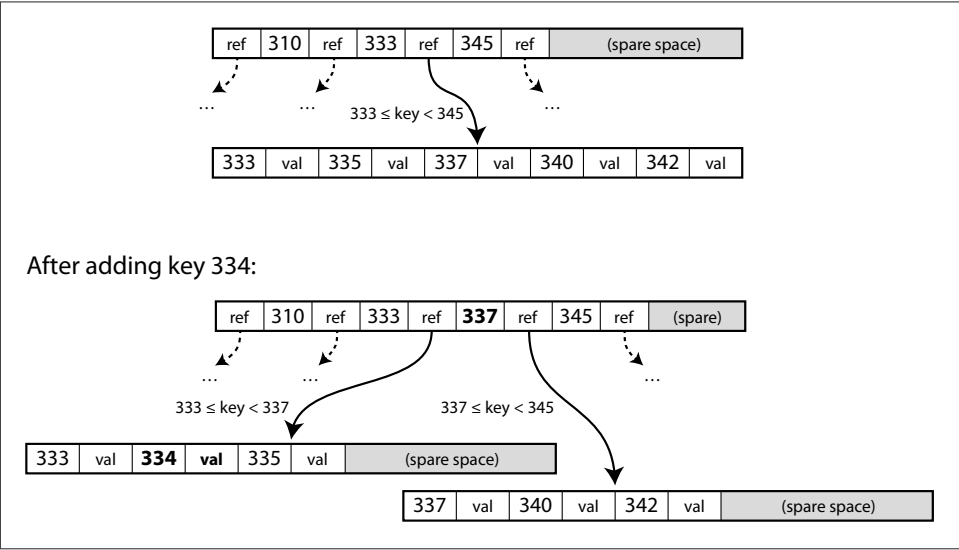 ref 310 ref 333 ref 345 ref (spare space)
... ... ...
333 ≤ key < 345
333 val 335 val 337 val 340 val 342 val
After adding key 334:
ref 310 ref 333 ref 337 ref 345 ref (spare)
... ... ...
333 ≤ key < 337 337 ≤ key < 345
333 val 334 val 335 val (spare space)
337 val 340 val 342 val (spare space)